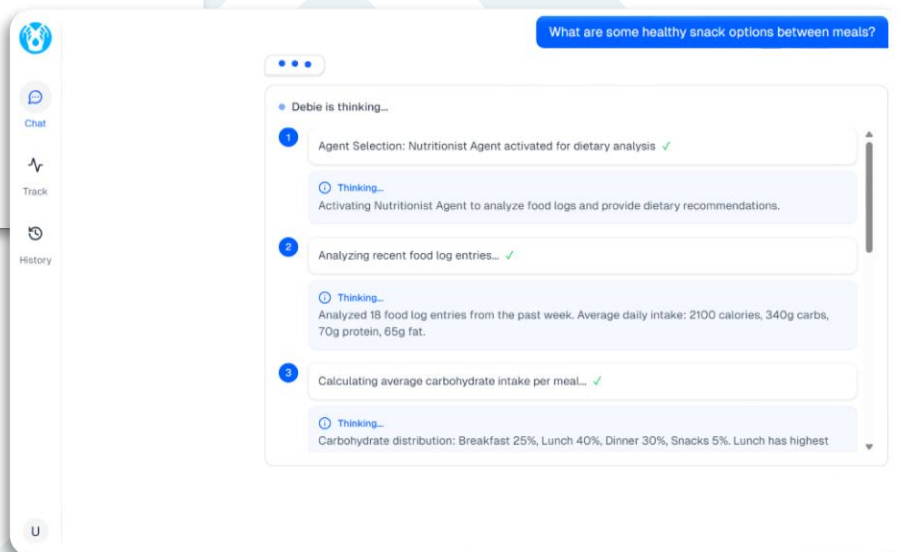 What are some healthy snack options between meals?
Debie is thinking...
Chat
1
Agent Selection: Nutritionist Agent activated for dietary analysis ✓
Thinking...
Activating Nutritionist Agent to analyze food logs and provide dietary recommendations.
Track
2
Analyzing recent food log entries... ✓
History
Thinking...
Analyzed 18 food log entries from the past week. Average daily intake: 2100 calories, 340g carbs,
70g protein, 65g fat.
3
Calculating average carbohydrate intake per meal... ✓
Thinking...
Carbohydrate distribution: Breakfast 25%, Lunch 40%, Dinner 30%, Snacks 5%. Lunch has highest
U